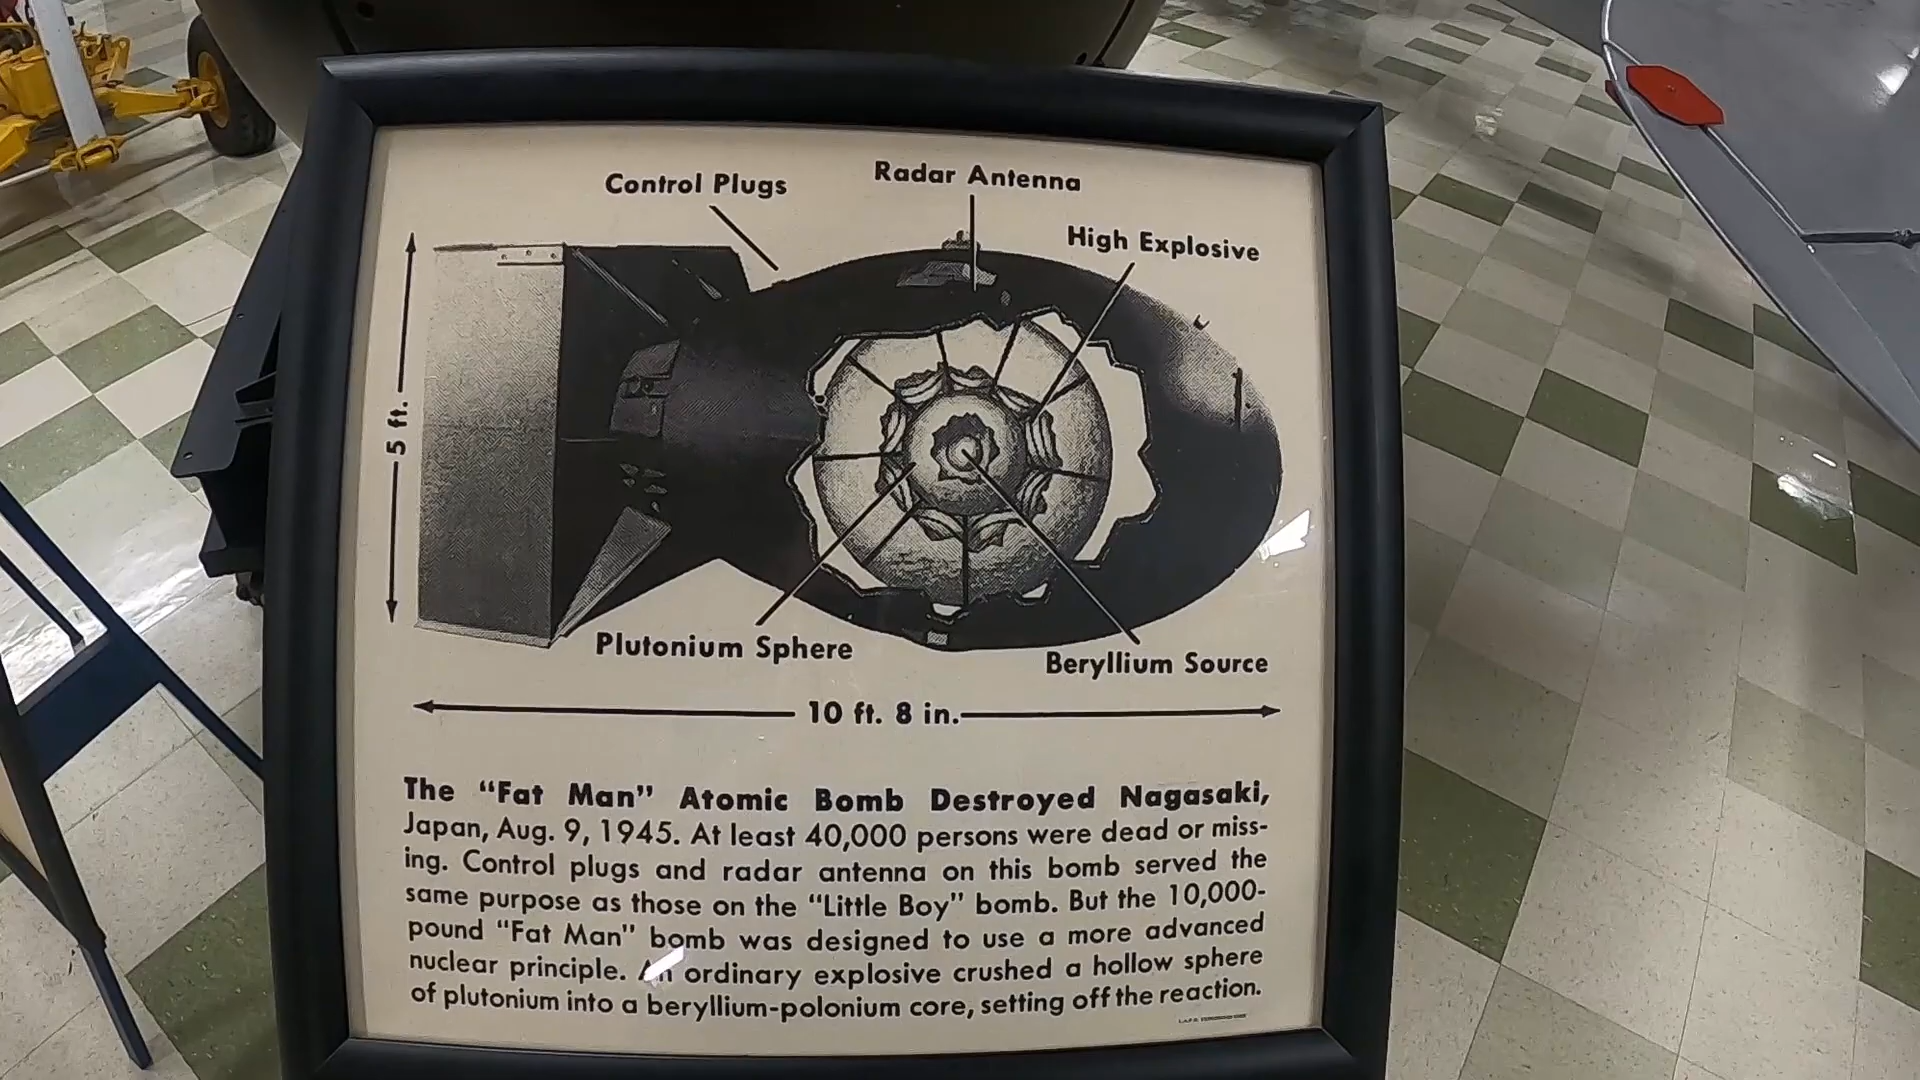 Control Plugs
Radar Antenna
High Explosive
5 ft.
Plutonium Sphere
Beryllium Source
10 ft. 8 in.
The “Fat Man” Atomic Bomb Destroyed Nagasaki,
Japan, Aug. 9, 1945. At least 40,000 persons were dead or miss-
ing. Control plugs and radar antenna on this bomb served the
same purpose as those on the “Little Boy” bomb. But the 10,000-
pound “Fat Man” bomb was designed to use a more advanced
nuclear principle. An ordinary explosive crushed a hollow sphere
of plutonium into a beryllium-polonium core, setting off the reaction.